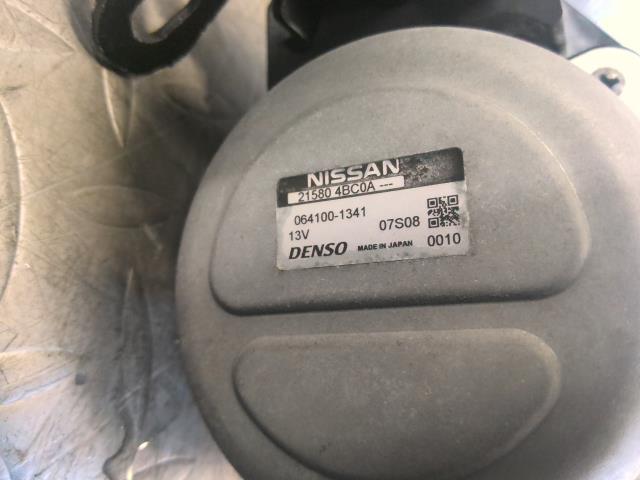 NISSAN
21580 4BC0A ---
064100-1341
13V 07S08
DENSO MADE IN JAPAN 0010